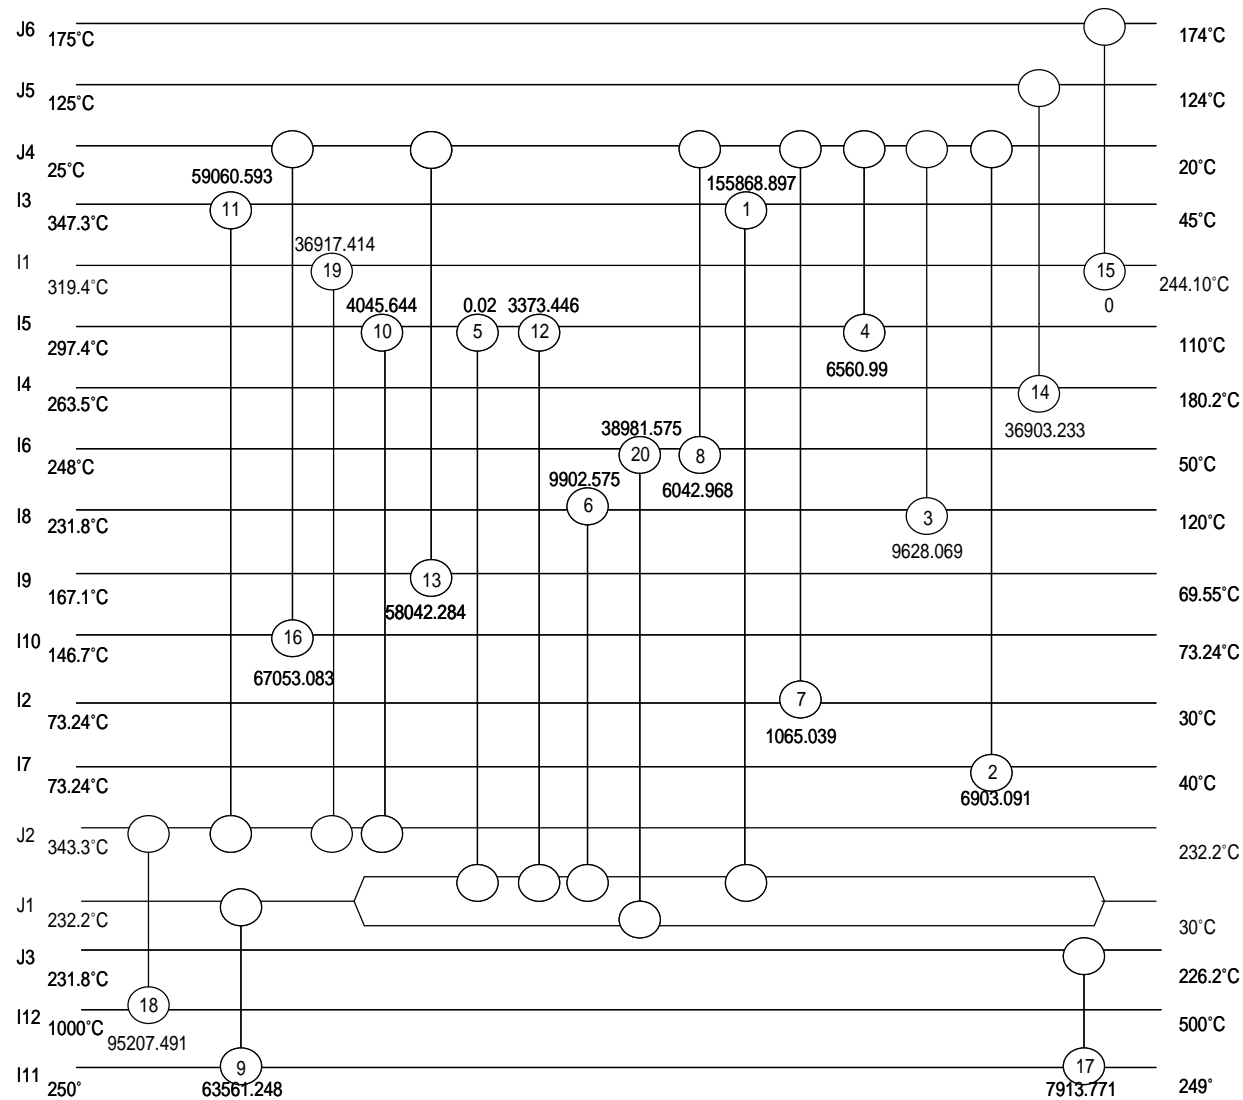 J6 175°C 174°C
J5 125°C 124°C
J4 25°C 20°C
59060.593 155868.897
I3 347.3°C 11 1 45°C
36917.414
I1 319.4°C 19 15 244.10°C
4045.644 0.02 3373.446 0
I5 297.4°C 10 5 12 4 110°C
6560.99
I4 263.5°C 14 180.2°C
38981.575 36903.233
I6 248°C 20 8 50°C
9902.575 6042.968
I8 231.8°C 6 3 120°C
9628.069
I9 167.1°C 13 69.55°C
58042.284
I10 146.7°C 16 73.24°C
67053.083
I2 73.24°C 7 30°C
1065.039
I7 73.24°C 2 40°C
6903.091
J2 343.3°C 232.2°C
J1 232.2°C 30°C
J3 231.8°C 226.2°C
I12 1000°C 18 500°C
95207.491
I11 250° 9 17 249°
63561.248 7913.771